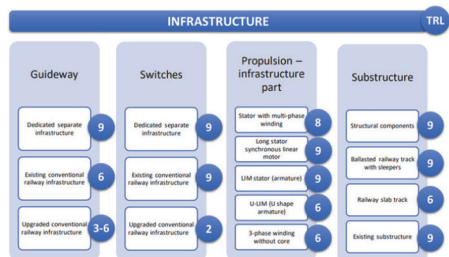 INFRASTRUCTURE
TRL
Guideway
Dedicated separate
infrastructure
9
Existing conventional
railway infrastructure
6
Upgraded conventional
railway infrastructure
3-6
Switches
Dedicated separate
infrastructure
9
Existing conventional
railway infrastructure
9
Upgraded conventional
railway infrastructure
2
Propulsion –
infrastructure
part
Stator with multi-phase
winding
8
Long stator
synchronous linear
motor
9
LIM stator (armature)
9
U-LIM (U shape
armature)
6
3-phase winding
without core
6
Substructure
Structural components
9
Ballasted railway track
with sleepers
9
Railway slab track
6
Existing substructure
9